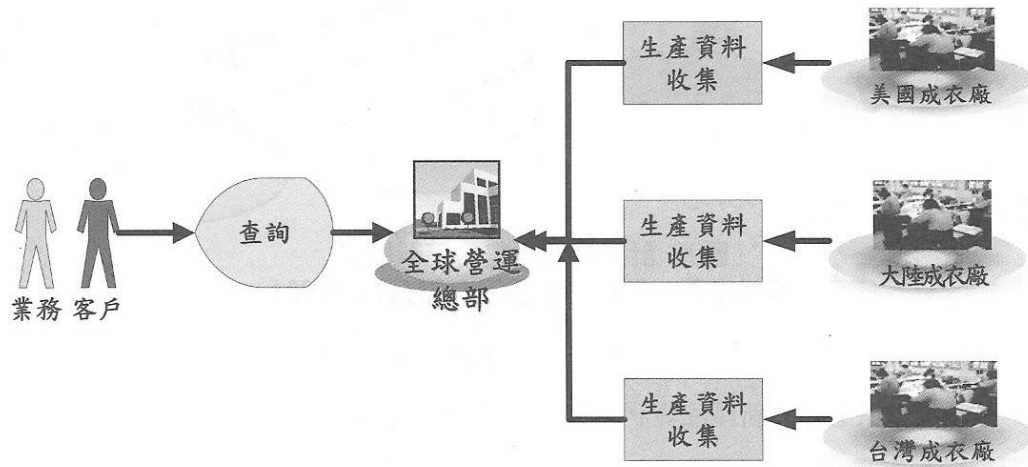 生產資料
收集
美國成衣廠
業務 客戶
查詢
全球營運
總部
生產資料
收集
大陸成衣廠
生產資料
收集
台灣成衣廠